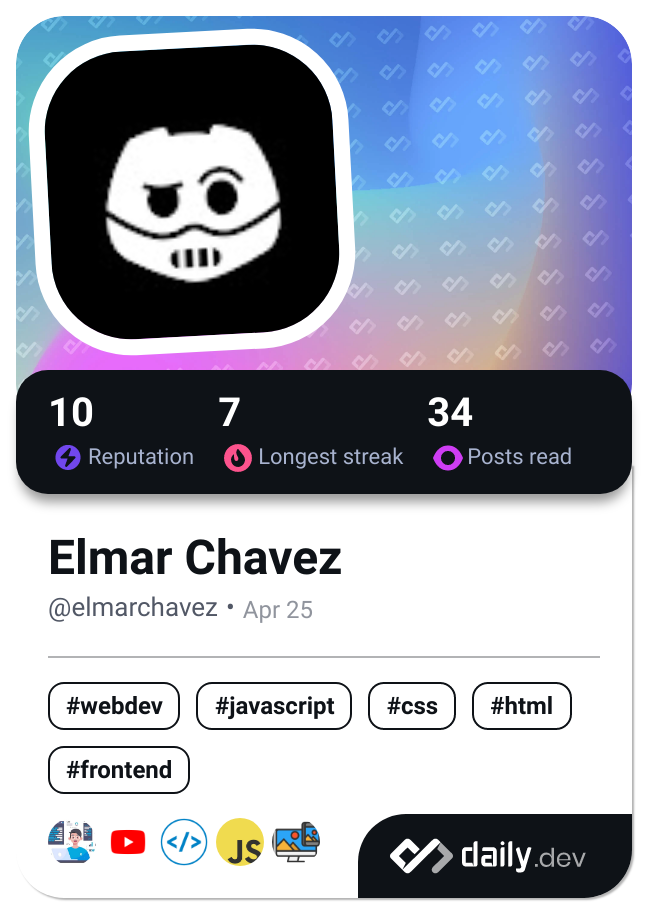 10 7 34
Reputation Longest streak Posts read
Elmar Chavez
@elmarchavez • Apr 25
#webdev #javascript #css #html
#frontend
</> JS
daily.dev